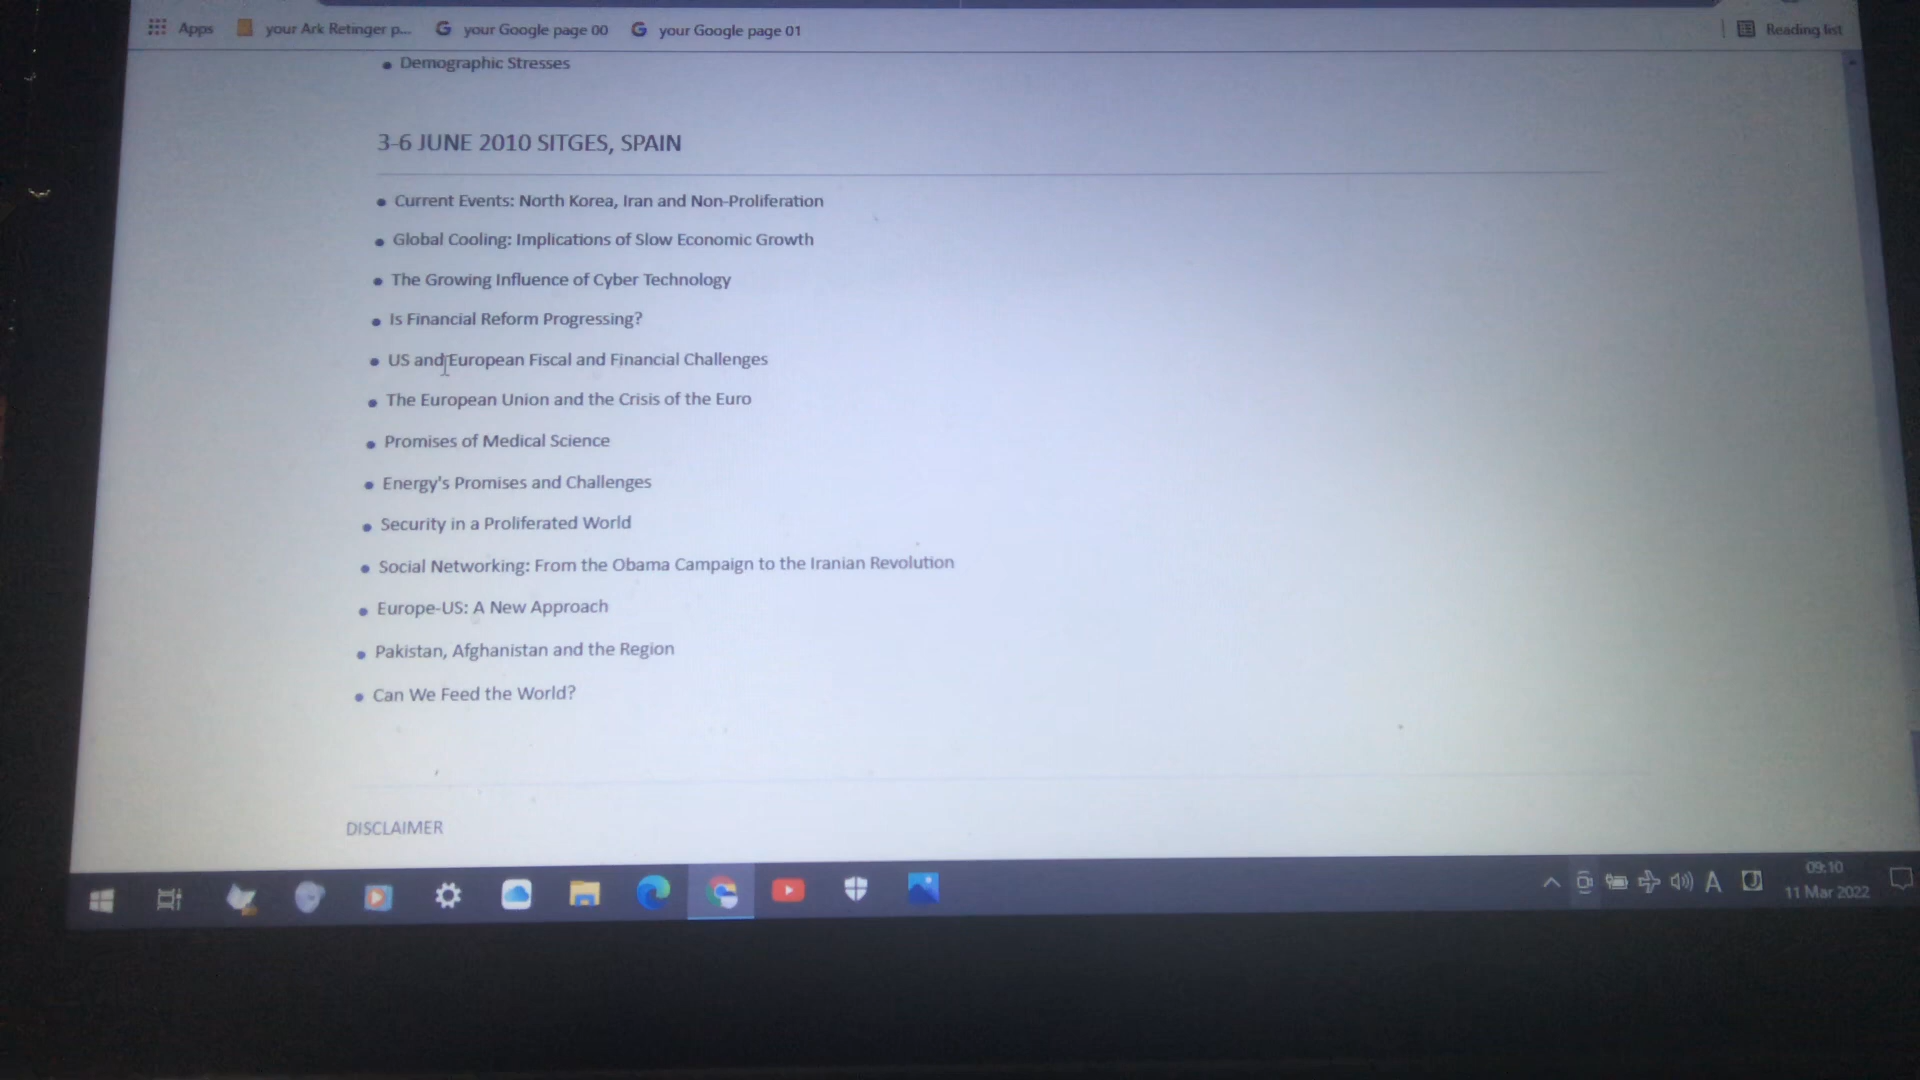 Apps your Ark Retinger p... your Google page 00 your Google page 01 Reading list
Demographic Stresses
3-6 JUNE 2010 SITGES, SPAIN
Current Events: North Korea, Iran and Non-Proliferation
Global Cooling: Implications of Slow Economic Growth
The Growing Influence of Cyber Technology
Is Financial Reform Progressing?
US and European Fiscal and Financial Challenges
The European Union and the Crisis of the Euro
Promises of Medical Science
Energy's Promises and Challenges
Security in a Proliferated World
Social Networking: From the Obama Campaign to the Iranian Revolution
Europe-US: A New Approach
Pakistan, Afghanistan and the Region
Can We Feed the World?
DISCLAIMER
A 09:10
11 Mar 2022